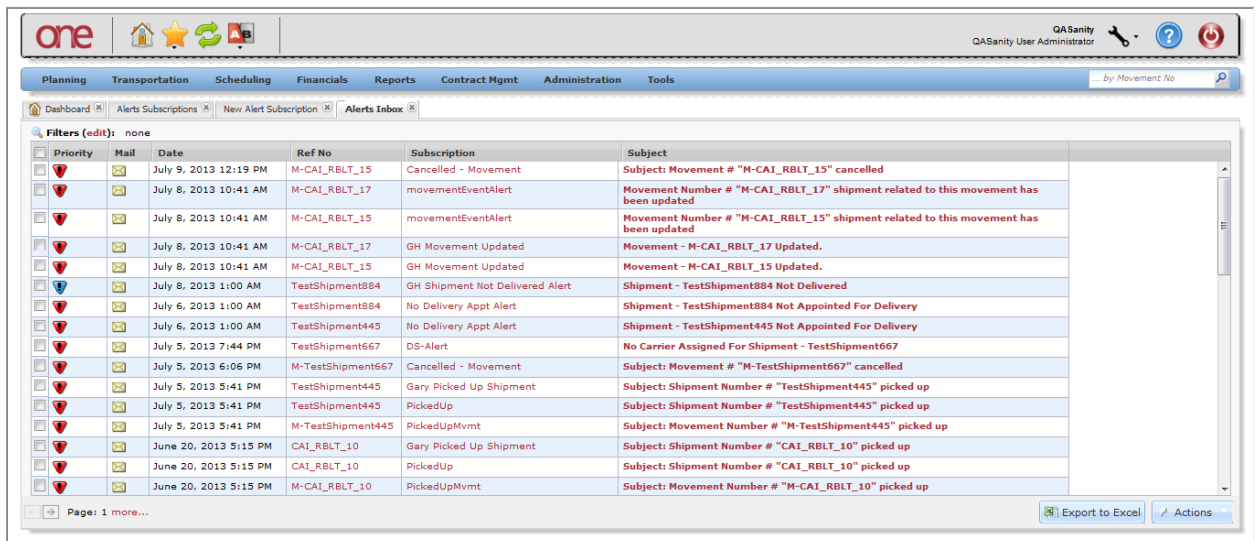 one
AB
QASanity
QASanity User Administrator
?
Planning Transportation Scheduling Financials Reports Contract Mgmt Administration Tools
... by Movement No
Dashboard Alerts Subscriptions New Alert Subscription Alerts Inbox
Filters (edit): none
Priority Mail Date Ref No Subscription Subject
July 9, 2013 12:19 PM M-CAI_RBLT_15 Cancelled - Movement Subject: Movement # "M-CAI_RBLT_15" cancelled
July 8, 2013 10:41 AM M-CAI_RBLT_17 movementEventAlert Movement Number # "M-CAI_RBLT_17" shipment related to this movement has
been updated
July 8, 2013 10:41 AM M-CAI_RBLT_15 movementEventAlert Movement Number # "M-CAI_RBLT_15" shipment related to this movement has
been updated
July 8, 2013 10:41 AM M-CAI_RBLT_17 GH Movement Updated Movement - M-CAI_RBLT_17 Updated.
July 8, 2013 10:41 AM M-CAI_RBLT_15 GH Movement Updated Movement - M-CAI_RBLT_15 Updated.
July 8, 2013 1:00 AM TestShipment884 GH Shipment Not Delivered Alert Shipment - TestShipment884 Not Delivered
July 6, 2013 1:00 AM TestShipment884 No Delivery Appt Alert Shipment - TestShipment884 Not Appointed For Delivery
July 6, 2013 1:00 AM TestShipment445 No Delivery Appt Alert Shipment - TestShipment445 Not Appointed For Delivery
July 5, 2013 7:44 PM TestShipment667 DS-Alert No Carrier Assigned For Shipment - TestShipment667
July 5, 2013 6:06 PM M-TestShipment667 Cancelled - Movement Subject: Movement # "M-TestShipment667" cancelled
July 5, 2013 5:41 PM TestShipment445 Gary Picked Up Shipment Subject: Shipment Number # "TestShipment445" picked up
July 5, 2013 5:41 PM TestShipment445 PickedUp Subject: Shipment Number # "TestShipment445" picked up
July 5, 2013 5:41 PM M-TestShipment445 PickedUpMvmt Subject: Movement Number # "M-TestShipment445" picked up
June 20, 2013 5:15 PM CAI_RBLT_10 Gary Picked Up Shipment Subject: Shipment Number # "CAI_RBLT_10" picked up
June 20, 2013 5:15 PM CAI_RBLT_10 PickedUp Subject: Shipment Number # "CAI_RBLT_10" picked up
June 20, 2013 5:15 PM M-CAI_RBLT_10 PickedUpMvmt Subject: Movement Number # "M-CAI_RBLT_10" picked up
Page: 1 more... Export to Excel Actions